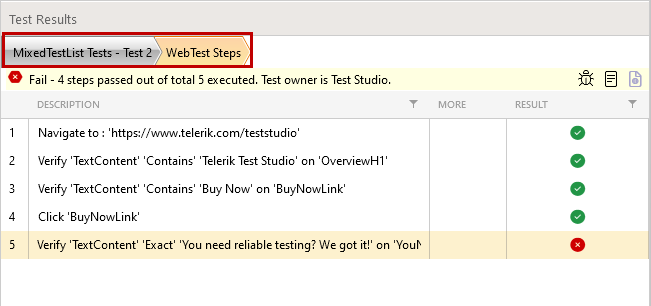 Test Results
MixedTestList Tests - Test 2 WebTest Steps
Fail - 4 steps passed out of total 5 executed. Test owner is Test Studio.
DESCRIPTION MORE RESULT
1 Navigate to : 'https://www.telerik.com/teststudio'
2 Verify 'TextContent' 'Contains' 'Telerik Test Studio' on 'OverviewH1'
3 Verify 'TextContent' 'Contains' 'Buy Now' on 'BuyNowLink'
4 Click 'BuyNowLink'
5 Verify 'TextContent' 'Exact' 'You need reliable testing? We got it!' on 'You